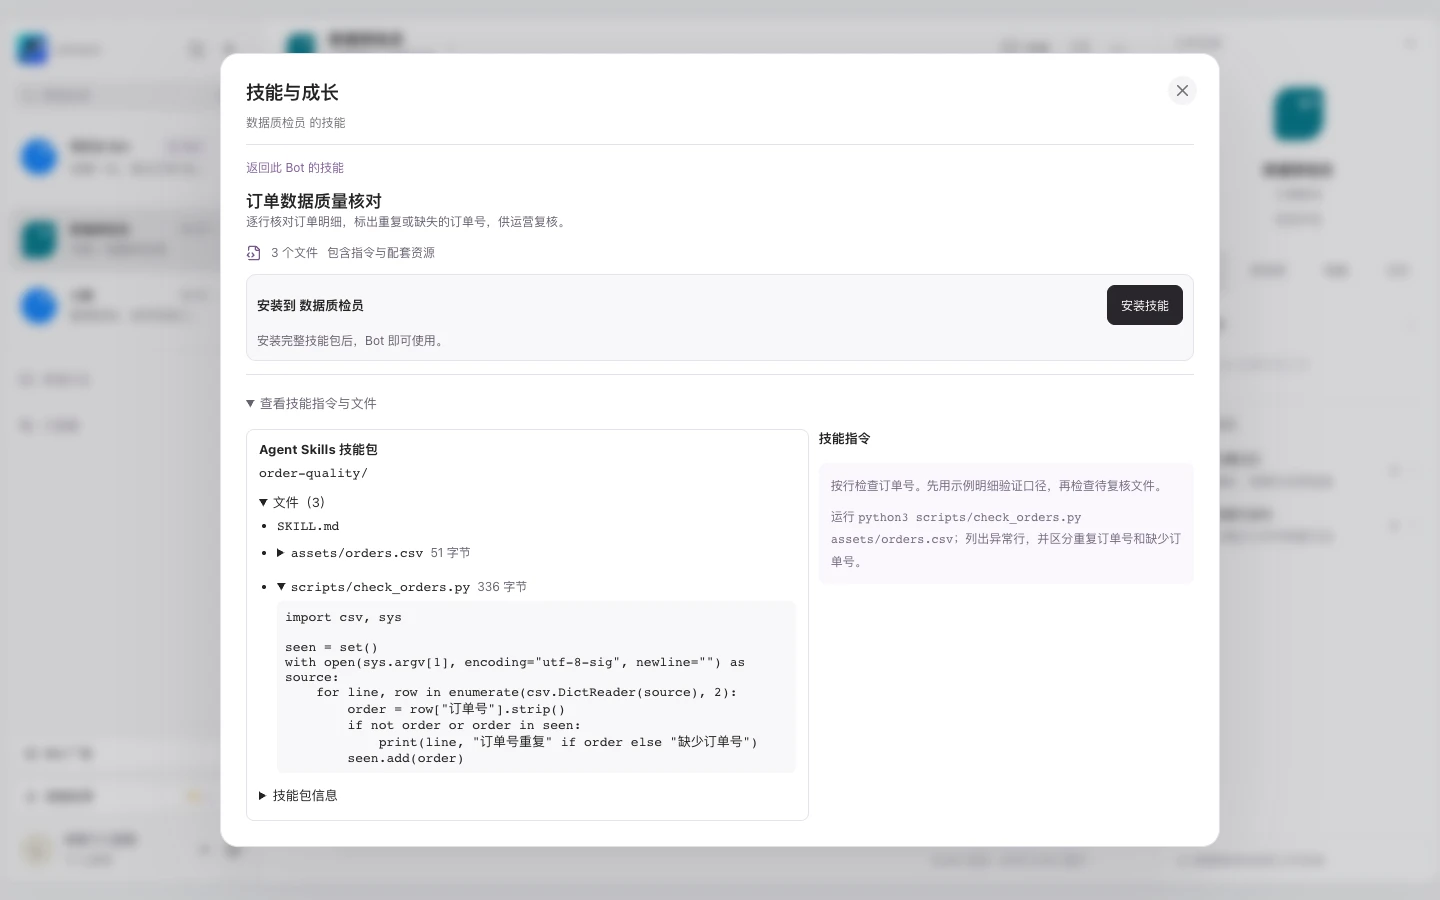 技能与成长
数据质检员 的技能
返回此 Bot 的技能
订单数据质量核对
逐行核对订单明细，标出重复或缺失的订单号，供运营复核。
3 个文件 包含指令与配套资源
安装到 数据质检员
安装技能
安装完整技能包后，Bot 即可使用。
▼ 查看技能指令与文件
Agent Skills 技能包
order-quality/
▼ 文件（3）
• SKILL.md
• ▶ assets/orders.csv 51 字节
• ▼ scripts/check_orders.py 336 字节
import csv, sys
seen = set()
with open(sys.argv[1], encoding="utf-8-sig", newline="") as
source:
    for line, row in enumerate(csv.DictReader(source), 2):
        order = row["订单号"].strip()
        if not order or order in seen:
            print(line, "订单号重复" if order else "缺少订单号")
        seen.add(order)
▶ 技能包信息
技能指令
按行检查订单号。先用示例明细验证口径，再检查待复核文件。
运行 python3 scripts/check_orders.py
assets/orders.csv；列出异常行，并区分重复订单号和缺少订
单号。